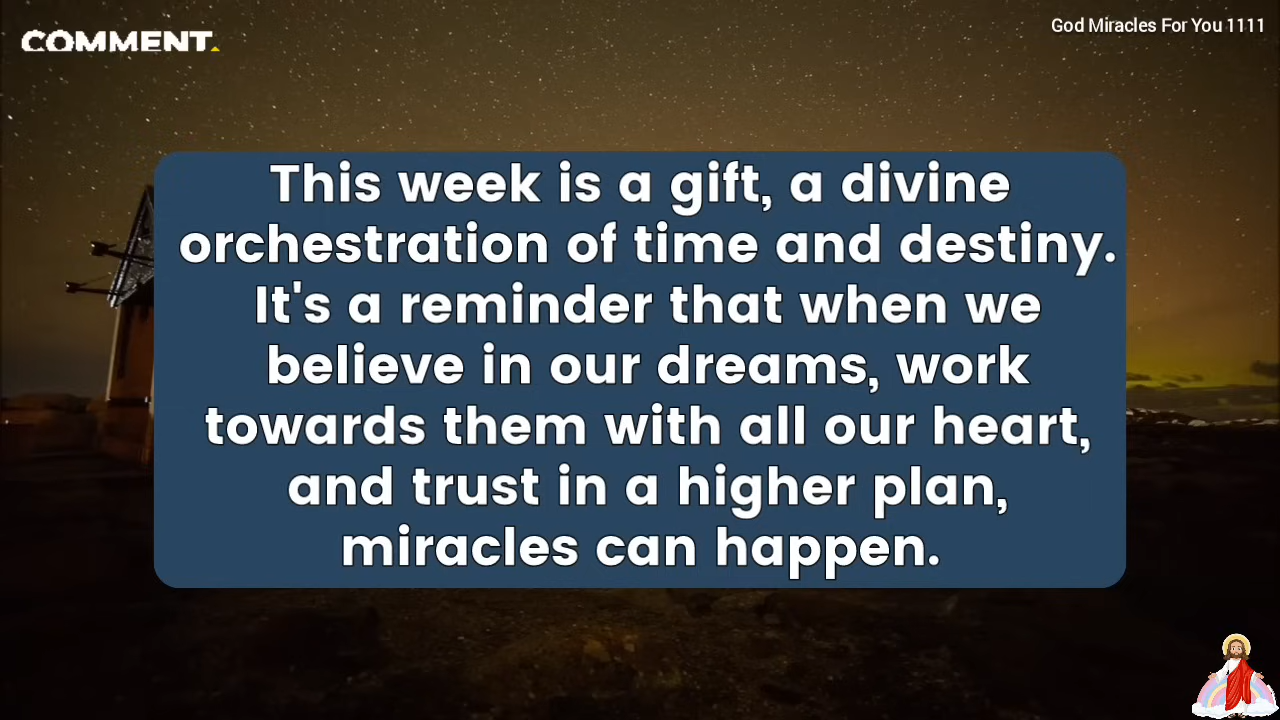 COMMENT.
God Miracles For You 1111
This week is a gift, a divine
orchestration of time and destiny.
It's a reminder that when we
believe in our dreams, work
towards them with all our heart,
and trust in a higher plan,
miracles can happen.